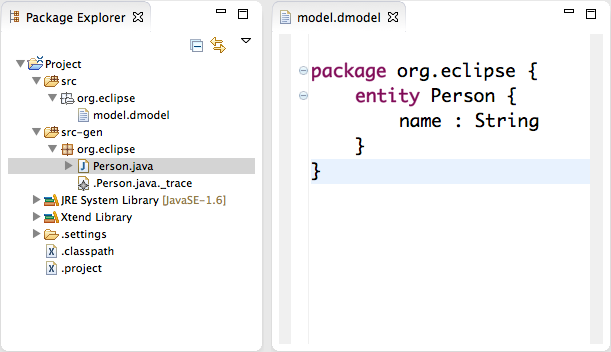 Package Explorer
Project
src
org.eclipse
model.dmodel
src-gen
org.eclipse
Person.java
.Person.java._trace
JRE System Library [JavaSE-1.6]
Xtend Library
.settings
.classpath
.project
model.dmodel
package org.eclipse {
entity Person {
name : String
}
}